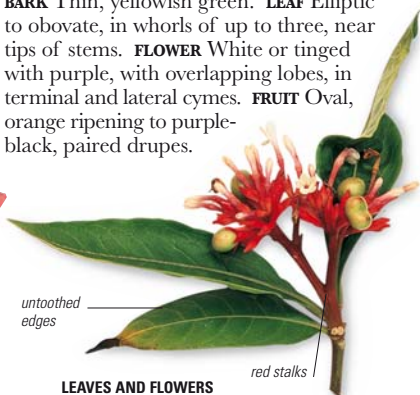 BARK Thin, yellowish green. LEAF Elliptic
to obovate, in whorls of up to three, near
tips of stems. FLOWER White or tinged
with purple, with overlapping lobes, in
terminal and lateral cymes. FRUIT Oval,
orange ripening to purple-
black, paired drupes.
untoothed
edges
red stalks
LEAVES AND FLOWERS